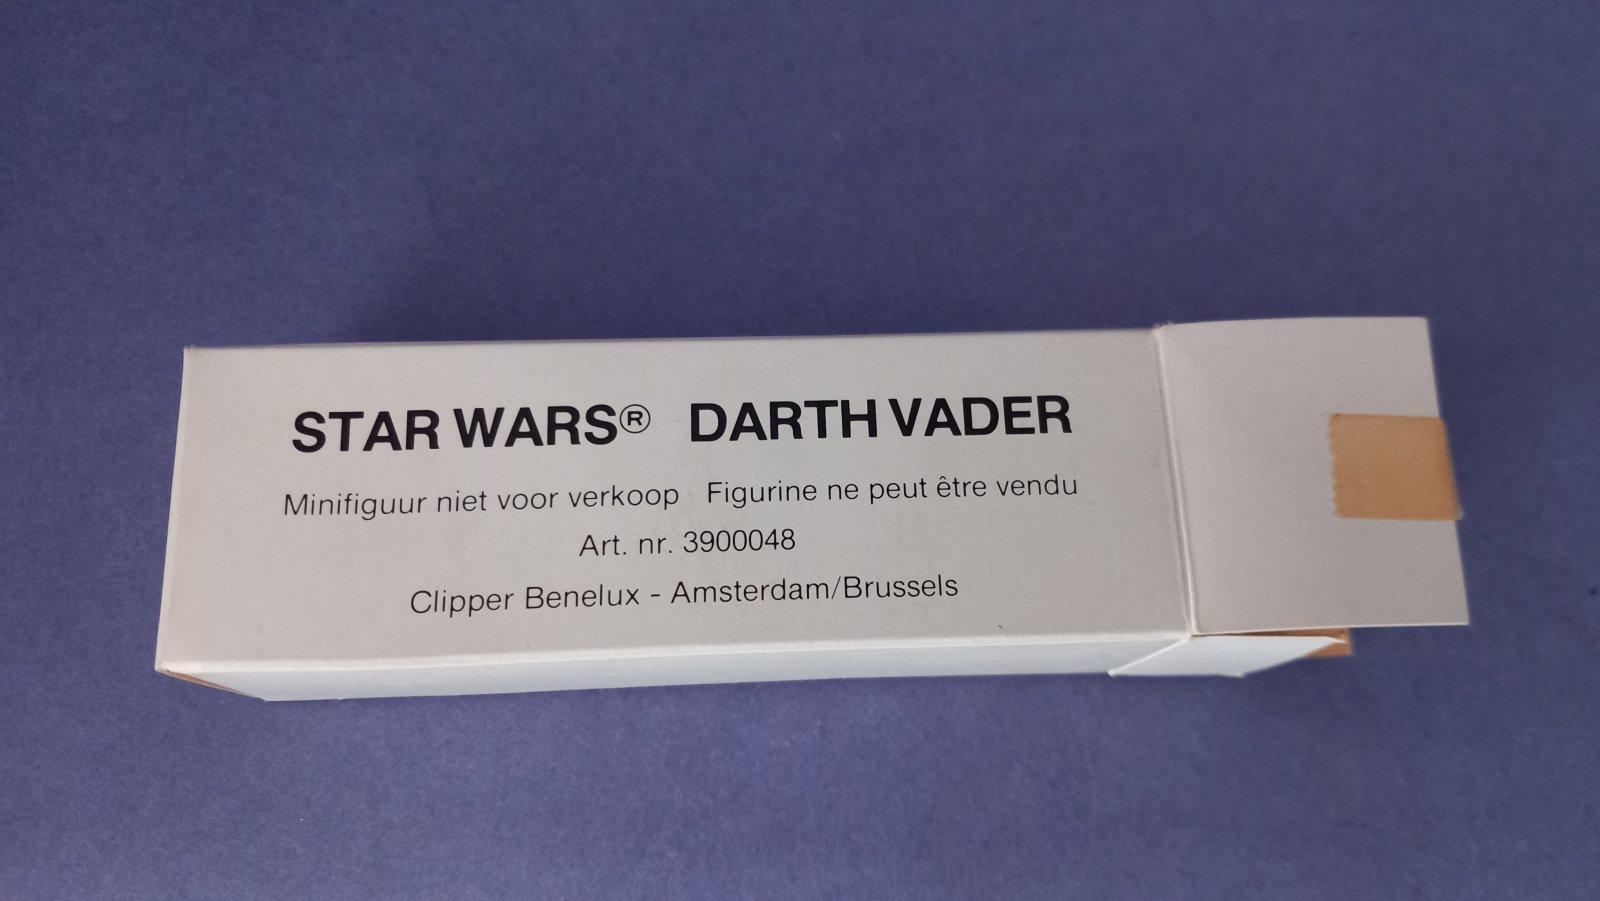 STAR WARS® DARTH VADER
Minifiguur niet voor verkoop Figurine ne peut être vendu
Art. nr. 3900048
Clipper Benelux - Amsterdam/Brussels